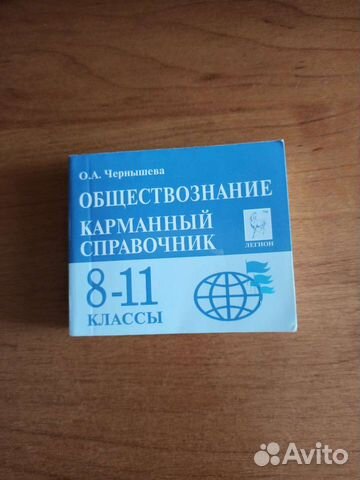 О.А. Чернышева
ОБЩЕСТВОЗНАНИЕ
КАРМАННЫЙ
СПРАВОЧНИК
ЛЕГИОН
8-11
КЛАССЫ
Avito